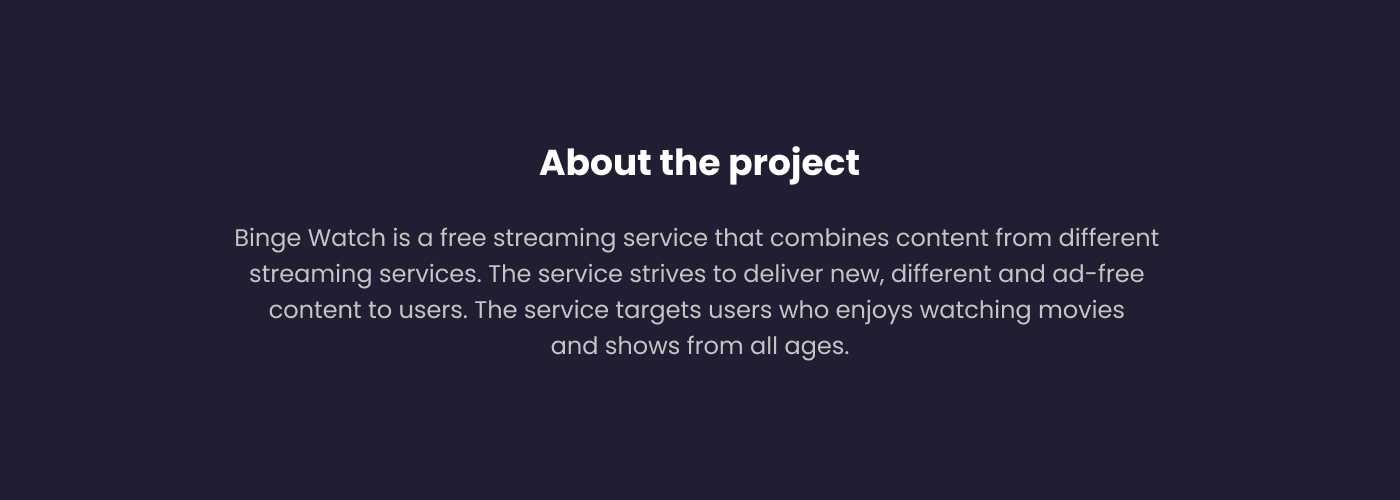 About the project
Binge Watch is a free streaming service that combines content from different
streaming services. The service strives to deliver new, different and ad-free
content to users. The service targets users who enjoys watching movies
and shows from all ages.